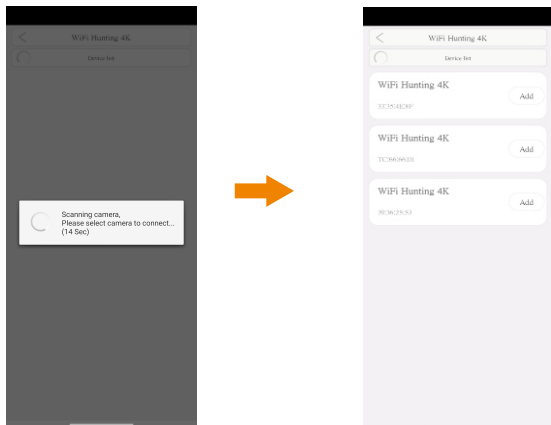 WiFi Hunting 4K
Device list
Scanning camera,
Please select camera to connect...
(14 Sec)
WiFi Hunting 4K
Device list
WiFi Hunting 4K
Add
WiFi Hunting 4K
Add
WiFi Hunting 4K
Add